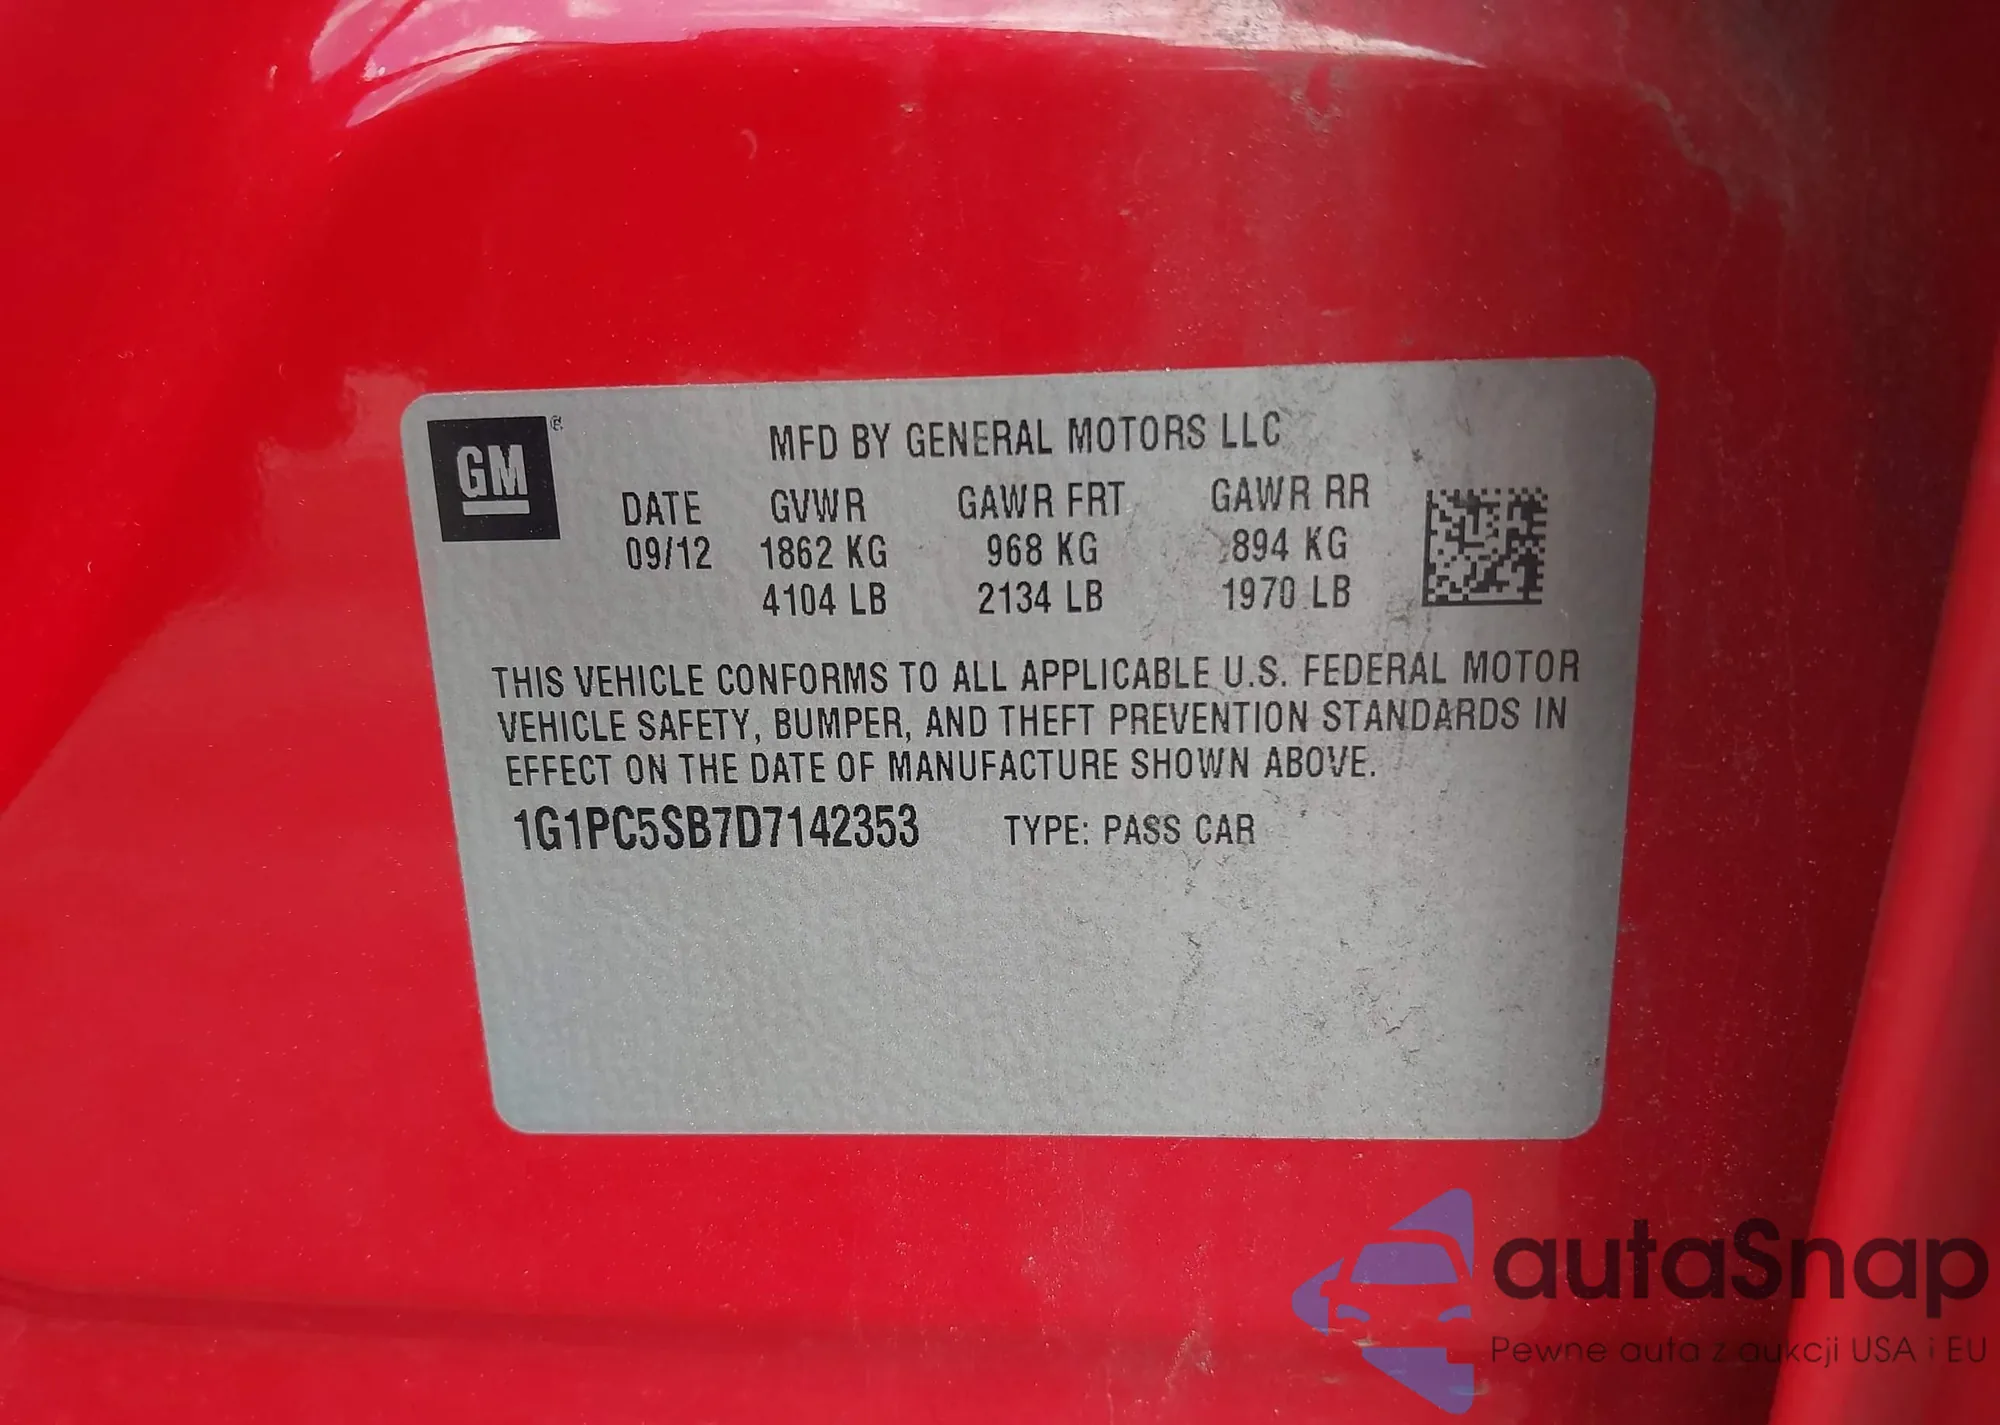 GM
MFD BY GENERAL MOTORS LLC
DATE GVWR GAWR FRT GAWR RR
09/12 1862 KG 968 KG 894 KG
4104 LB 2134 LB 1970 LB
THIS VEHICLE CONFORMS TO ALL APPLICABLE U.S. FEDERAL MOTOR
VEHICLE SAFETY, BUMPER, AND THEFT PREVENTION STANDARDS IN
EFFECT ON THE DATE OF MANUFACTURE SHOWN ABOVE.
1G1PC5SB7D7142353 TYPE: PASS CAR
autaSnap
Pewne auta z aukcji USA i EU